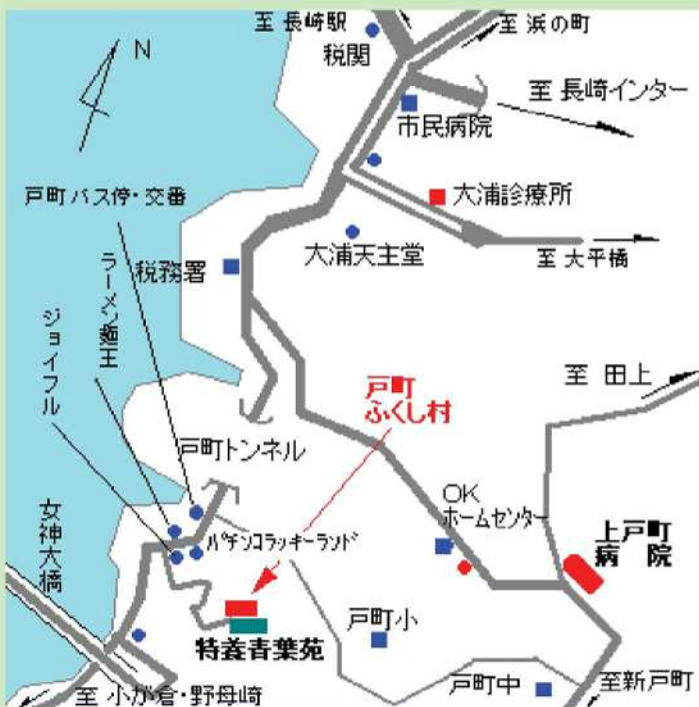 至 長崎駅
至 浜の町
N
税関
至 長崎インター
市民病院
戸町バス停・交番
大浦診療所
大浦天主堂
至 大平橋
税務署
ラーメン麺王
ジョイフル
戸町
ふくし村
至 田上
戸町トンネル
女神大橋
OK
ホームセンター
パチンコラッキーランド
上戸町
病 院
戸町小
特養青葉苑
戸町中
至新戸町
至 小が倉・野母崎